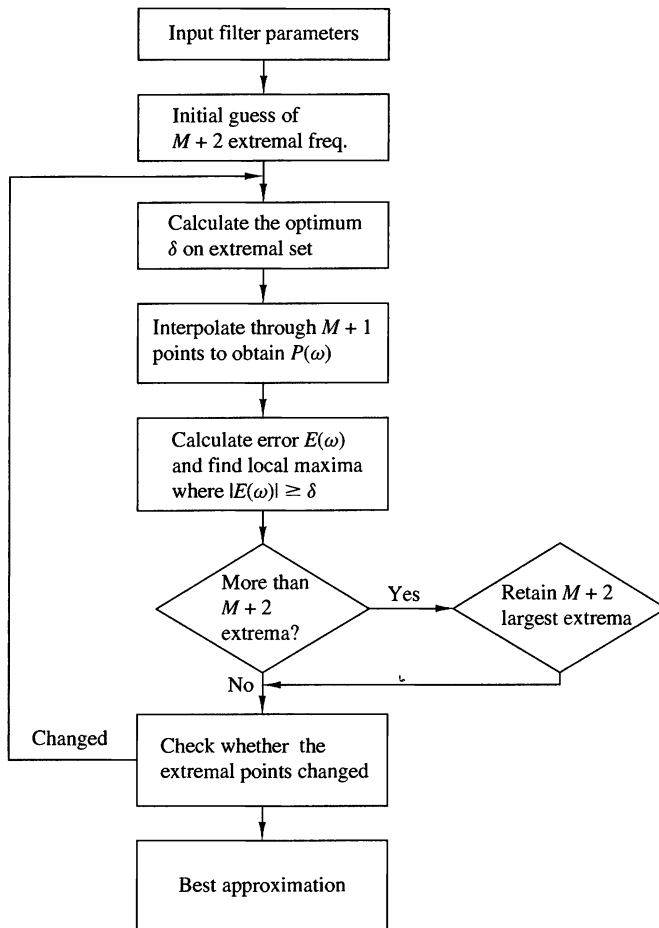 Input filter parameters
Initial guess of
M + 2 extremal freq.
Calculate the optimum
δ on extremal set
Interpolate through M + 1
points to obtain P(ω)
Calculate error E(ω)
and find local maxima
where |E(ω)| ≥ δ
More than
M + 2
extrema?
Yes
Retain M + 2
largest extrema
No
Changed
Check whether the
extremal points changed
Best approximation